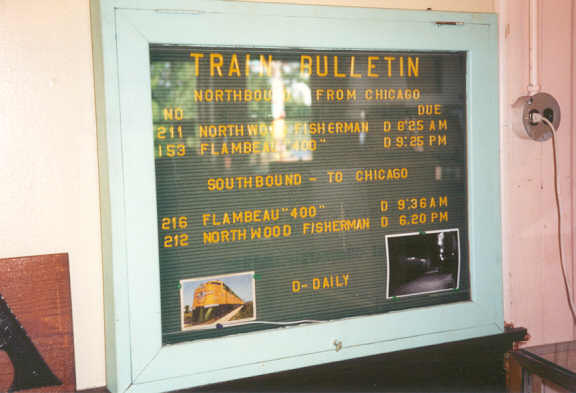 TRAIN BULLETIN
NORTHBOUND FROM CHICAGO
NO DUE
211 NORTHWOOD FISHERMAN D 8:25 AM
153 FLAMBEAU "400" D 9:25 PM
SOUTHBOUND - TO CHICAGO
216 FLAMBEAU "400" D 9:36 AM
212 NORTHWOOD FISHERMAN D 6.20 PM
D-DAILY